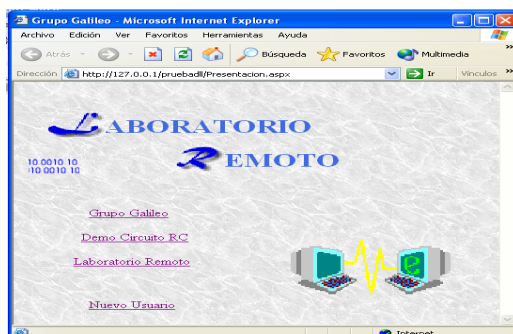 Grupo Galileo - Microsoft Internet Explorer
Archivo Edición Ver Favoritos Herramientas Ayuda
Atrás Búsqueda Favoritos Multimedia
Dirección http://127.0.0.1/pruebadll/Presentacion.aspx Ir Vínculos
LABORATORIO
REMOTO
10 0010 10
10 0010 10
Grupo Galileo
Demo Circuito RC
Laboratorio Remoto
e
Nuevo Usuario
Internet